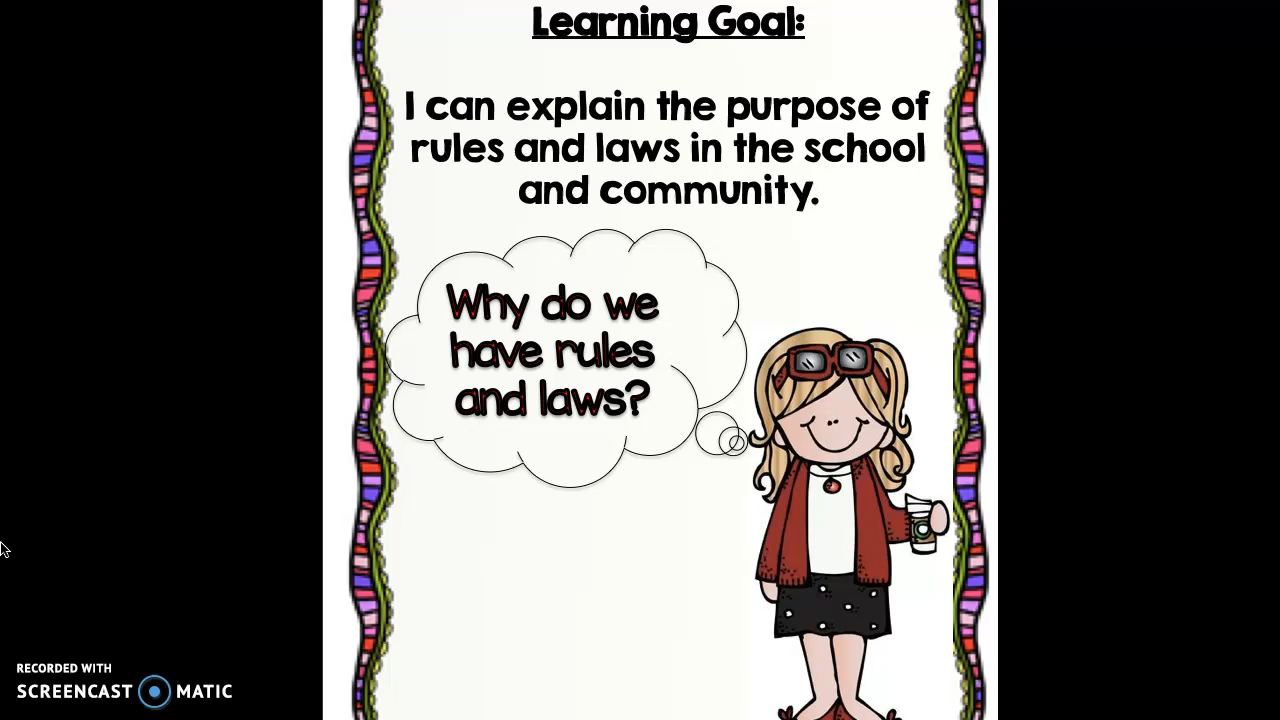 Learning Goal:
I can explain the purpose of
rules and laws in the school
and community.
Why do we
have rules
and laws?
RECORDED WITH
SCREENCAST MATIC